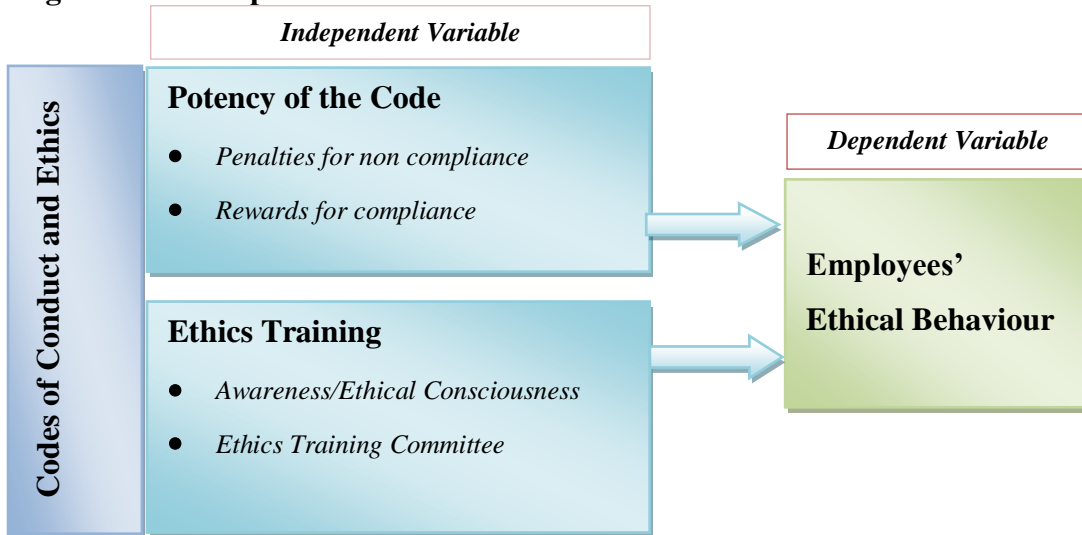 Independent Variable
Codes of Conduct and Ethics
Potency of the Code
● Penalties for non compliance
● Rewards for compliance
Ethics Training
● Awareness/Ethical Consciousness
● Ethics Training Committee
Dependent Variable
Employees’
Ethical Behaviour